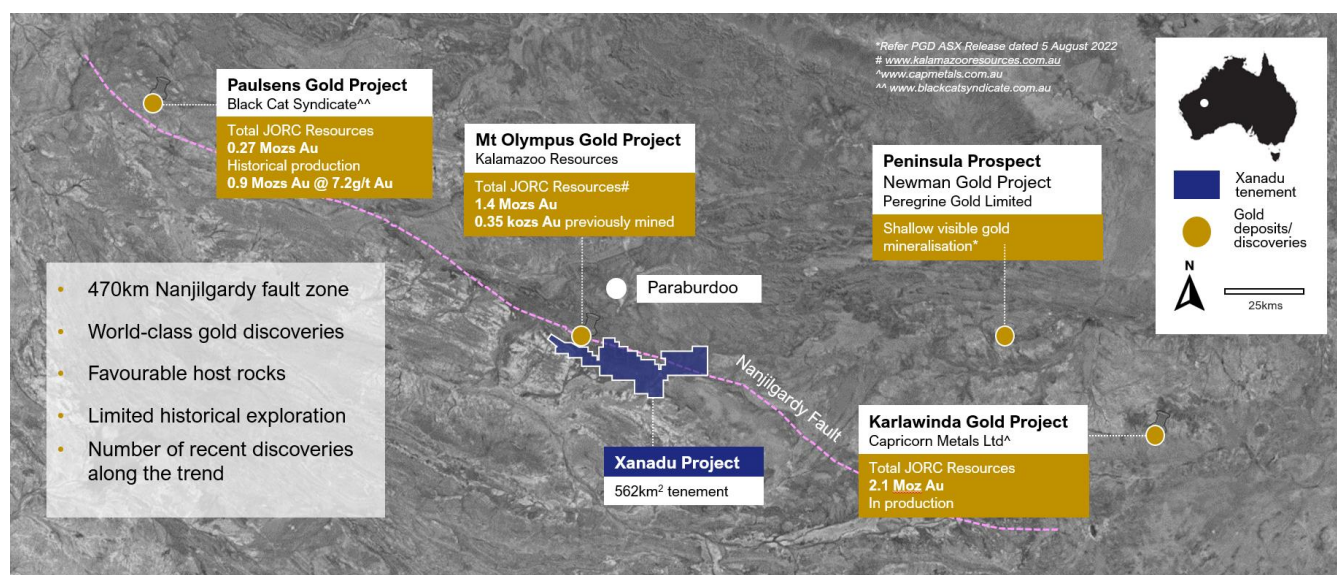 *Refer PGD ASX Release dated 5 August 2022
# www.kalamazooresources.com.au
^www.capmetals.com.au
^^ www.blackcatsyndicate.com.au
Paulsens Gold Project
Black Cat Syndicate^^
Total JORC Resources
0.27 Mozs Au
Historical production
0.9 Mozs Au @ 7.2g/t Au
Mt Olympus Gold Project
Kalamazoo Resources
Total JORC Resources#
1.4 Mozs Au
0.35 kozs Au previously mined
Peninsula Prospect
Newman Gold Project
Peregrine Gold Limited
Shallow visible gold
mineralisation*
Xanadu
tenement
Gold
deposits/
discoveries
N
25kms
• 470km Nanjilgardy fault zone
• World-class gold discoveries
• Favourable host rocks
• Limited historical exploration
• Number of recent discoveries
along the trend
Paraburdoo
Nanjilgardy Fault
Xanadu Project
562km² tenement
Karlawinda Gold Project
Capricorn Metals Ltd^
Total JORC Resources
2.1 Moz Au
In production